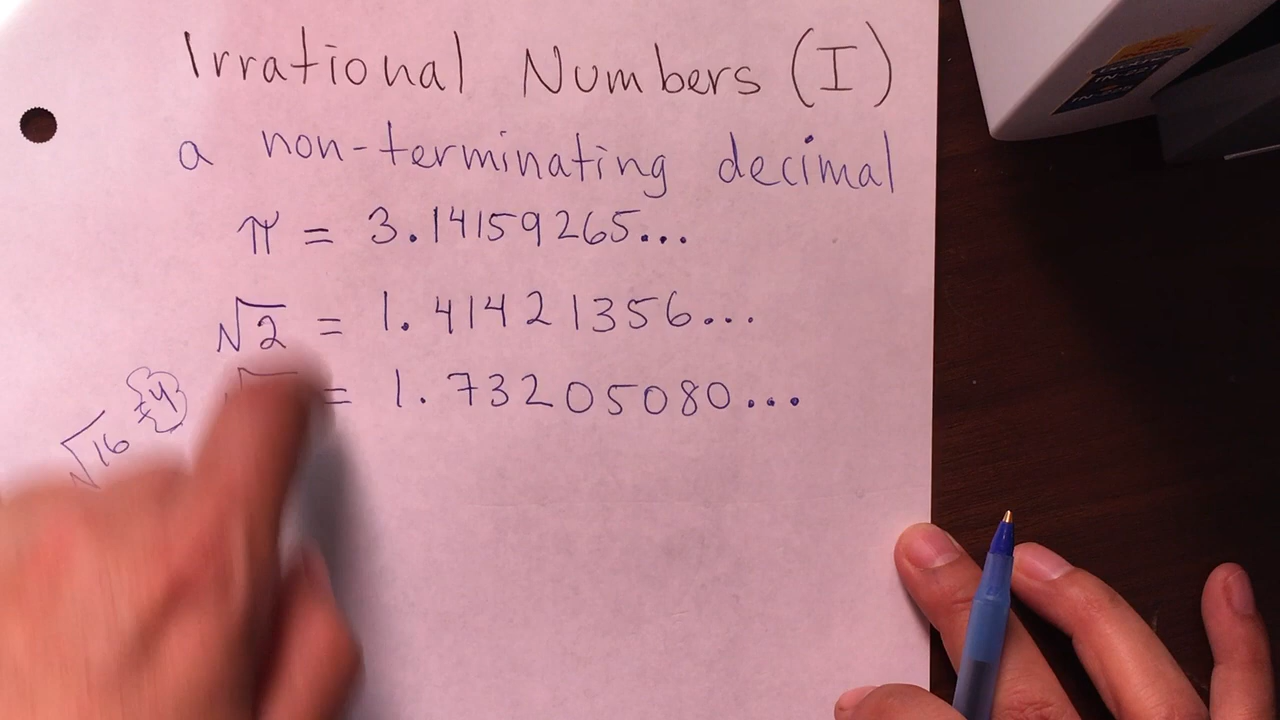 Irrational Numbers (I)
a non-terminating decimal
π = 3.14159265...
√2 = 1.41421356...
= 1.73205080...
√16 = 4